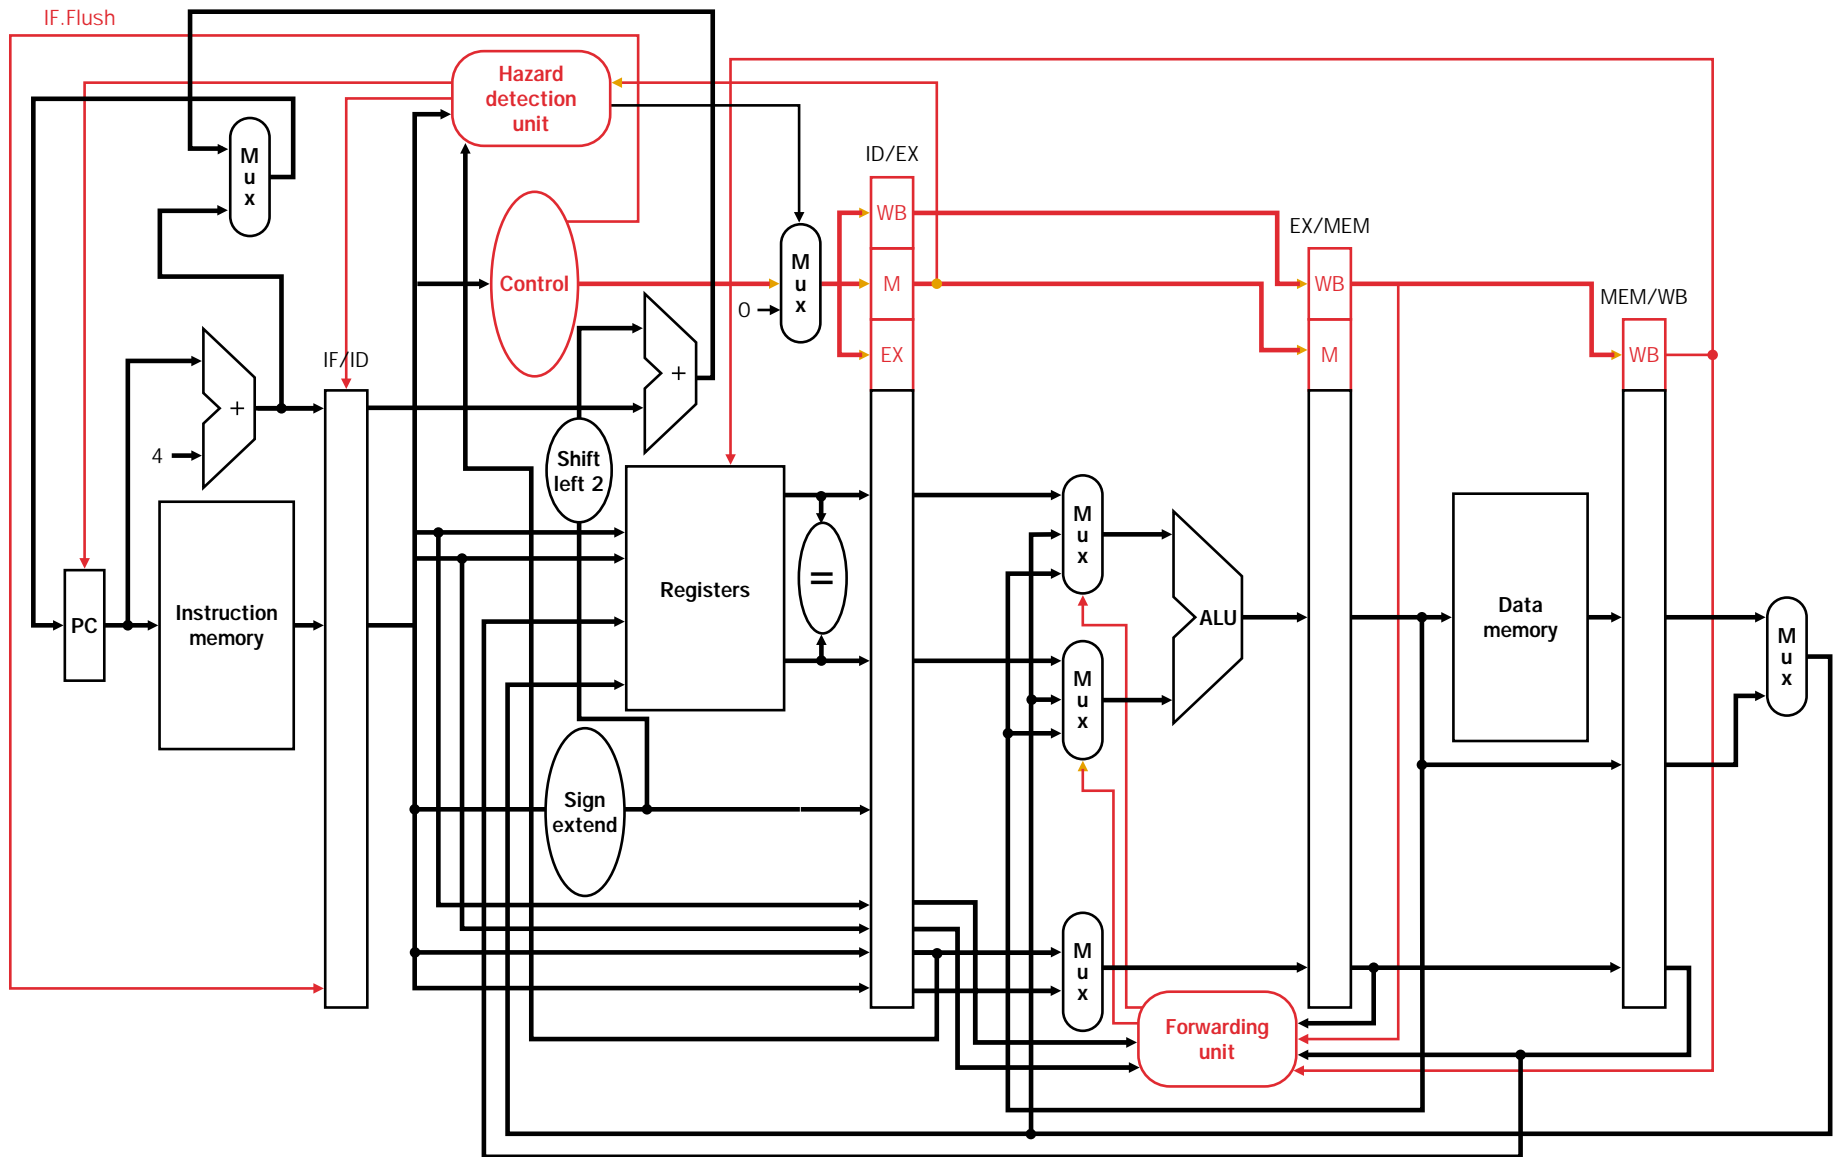 IF.Flush
Hazard
detection
unit
M
u
x
ID/EX
WB
EX/MEM
Control
M
u
x
M
WB
MEM/WB
0
IF/ID
EX
M
WB
+
+
4
Shift
left 2
M
u
x
Registers
=
ALU
Data
memory
PC
Instruction
memory
M
u
x
M
u
x
Sign
extend
M
u
x
Forwarding
unit